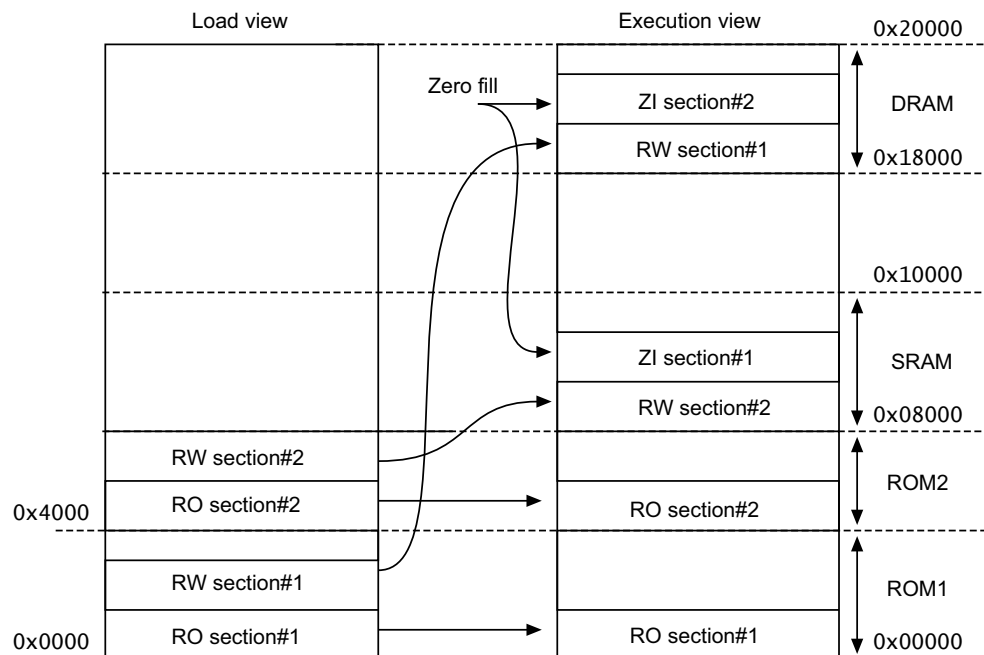 Load view
Execution view
0x20000
Zero fill
ZI section#2
DRAM
RW section#1
0x18000
0x10000
ZI section#1
SRAM
RW section#2
0x08000
RW section#2
ROM2
RO section#2
RO section#2
0x4000
RW section#1
ROM1
0x0000
RO section#1
RO section#1
0x00000